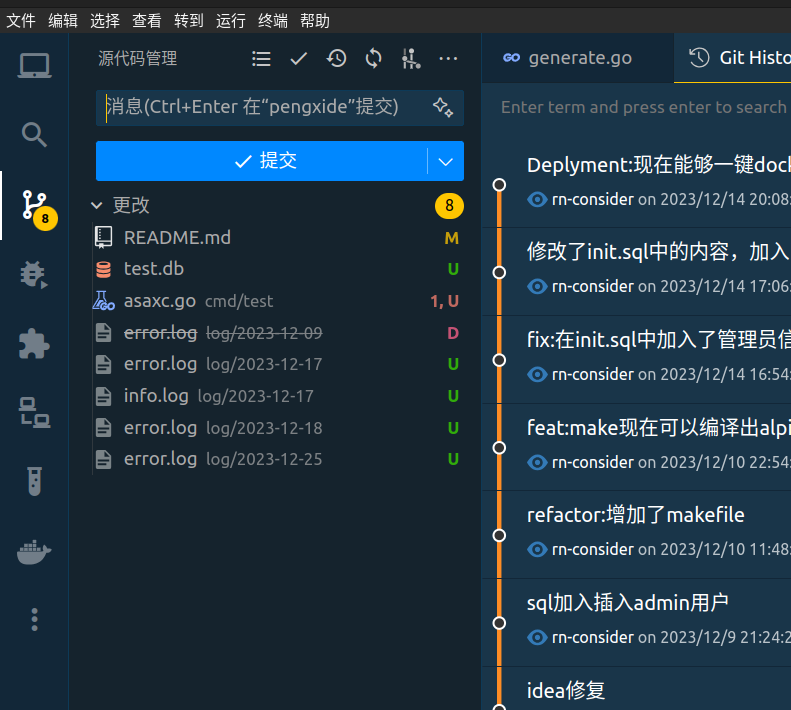 文件 编辑 选择 查看 转到 运行 终端 帮助
源代码管理
generate.go
Git Histo
消息(Ctrl+Enter 在“pengxide”提交)
Enter term and press enter to search
提交
更改 8
8
README.md M
test.db U
asaxc.go cmd/test 1, U
error.log log/2023-12-09 D
error.log log/2023-12-17 U
info.log log/2023-12-17 U
error.log log/2023-12-18 U
error.log log/2023-12-25 U
Deplyment:现在能够一键dock
rn-consider on 2023/12/14 20:08:
修改了init.sql中的内容，加入
rn-consider on 2023/12/14 17:06:
fix:在init.sql中加入了管理员信
rn-consider on 2023/12/14 16:54:
feat:make现在可以编译出alpi
rn-consider on 2023/12/10 22:54:
refactor:增加了makefile
rn-consider on 2023/12/10 11:48:
sql加入插入admin用户
rn-consider on 2023/12/9 21:24:2
idea修复